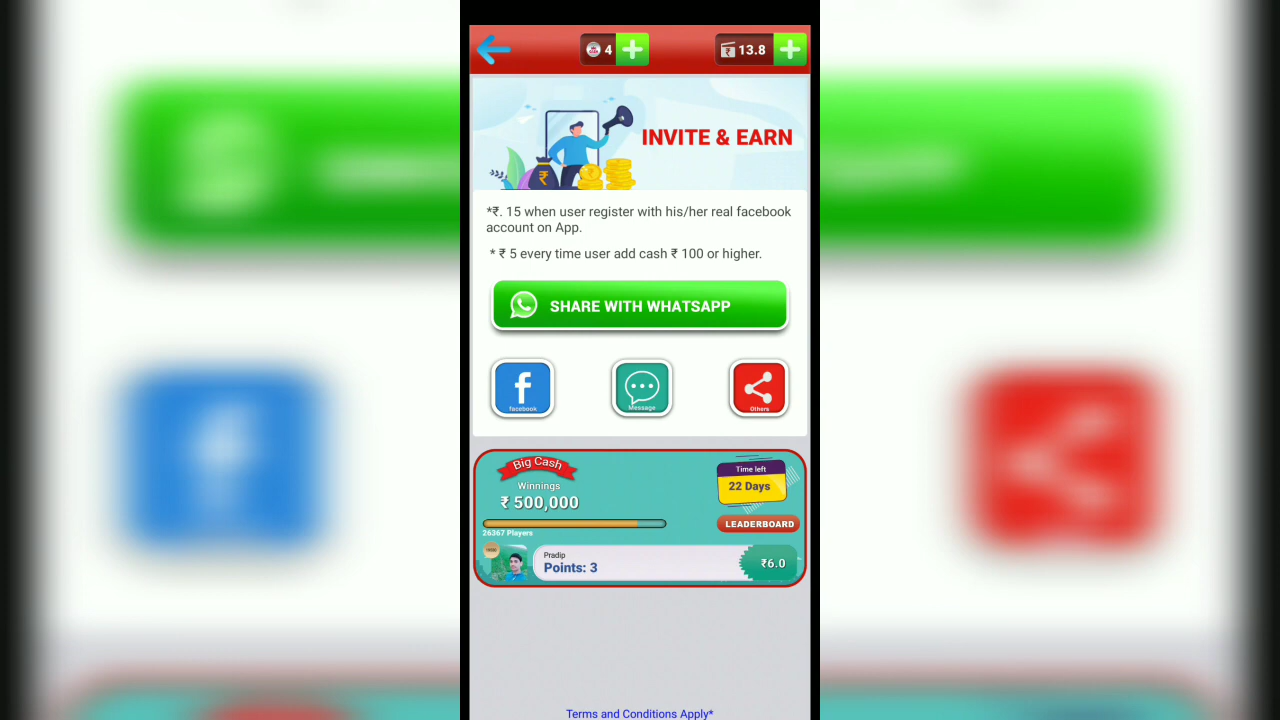 4
13.8
INVITE & EARN
*₹. 15 when user register with his/her real facebook
account on App.
* ₹ 5 every time user add cash ₹ 100 or higher.
SHARE WITH WHATSAPP
facebook
Message
Others
Big Cash
Winnings
₹ 500,000
Time left
22 Days
LEADERBOARD
26367 Players
Pradip
Points: 3
₹6.0
Terms and Conditions Apply*